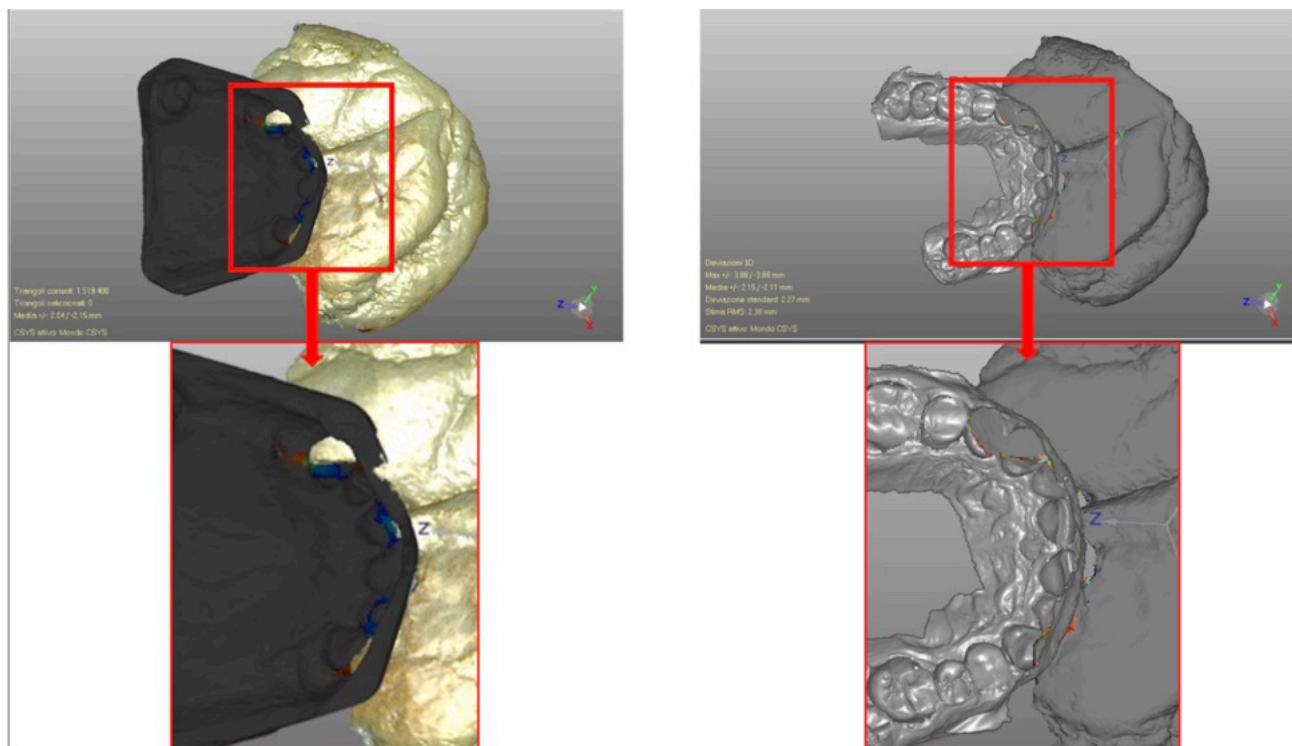 Triangoli correnti: 1.519.400
Triangoli selezionati: 0
Media +/-: 2.04 / -2.15 mm
CSYS attivo: Mondo CSYS
Z
Z
Y
X
Deviazioni 3D
Max +/-: 3.88 / -3.88 mm
Media +/-: 2.15 / -2.11 mm
Deviazione standard: 2.27 mm
Stima RMS: 2.38 mm
CSYS attivo: Mondo CSYS
Z
Z
Y
X
Z
Z